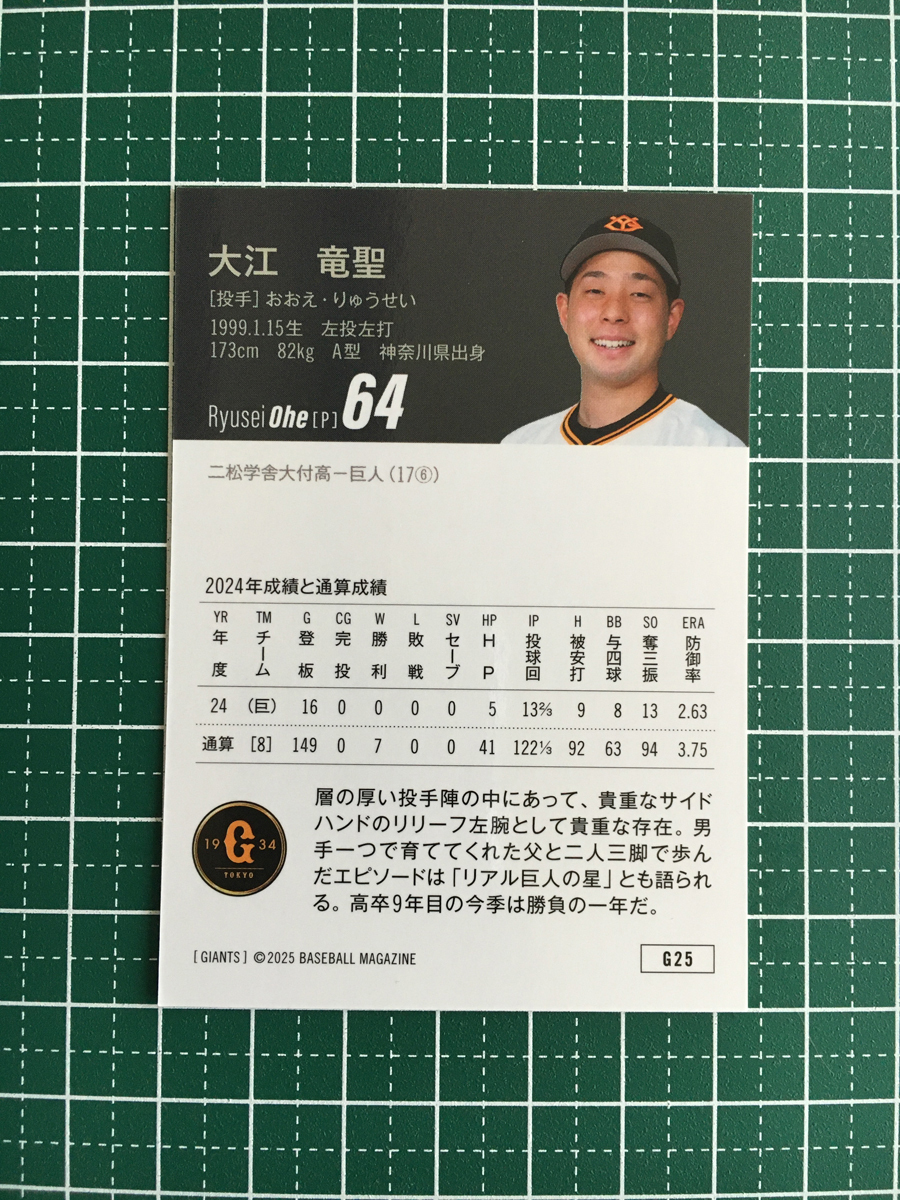 大江　竜聖
[投手] おおえ・りゅうせい
1999.1.15生　左投左打
173cm　82kg　A型　神奈川県出身
Ryusei Ohe [P] 64
二松学舎大付高－巨人 (17⑥)
2024年成績と通算成績
YR TM G CG W L SV HP IP H BB SO ERA
年度 チーム 登板 完投 勝利 敗戦 セーブ HP 投球回 被安打 与四球 奪三振 防御率
24 (巨) 16 0 0 0 0 5 13⅔ 9 8 13 2.63
通算 [8] 149 0 7 0 0 41 122⅓ 92 63 94 3.75
層の厚い投手陣の中にあって、貴重なサイド
ハンドのリリーフ左腕として貴重な存在。男
手一つで育ててくれた父と二人三脚で歩ん
だエピソードは「リアル巨人の星」とも語られ
る。高卒9年目の今季は勝負の一年だ。
19 G 34
TOKYO
[GIANTS] ©2025 BASEBALL MAGAZINE
G25